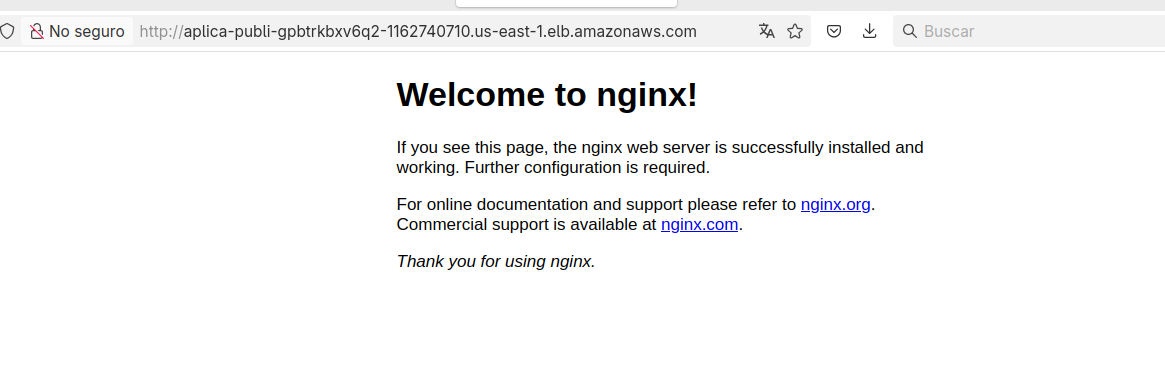 No seguro
http://aplica-publi-gpbtrkbxv6q2-1162740710.us-east-1.elb.amazonaws.com
Buscar
Welcome to nginx!
If you see this page, the nginx web server is successfully installed and
working. Further configuration is required.
For online documentation and support please refer to nginx.org.
Commercial support is available at nginx.com.
Thank you for using nginx.